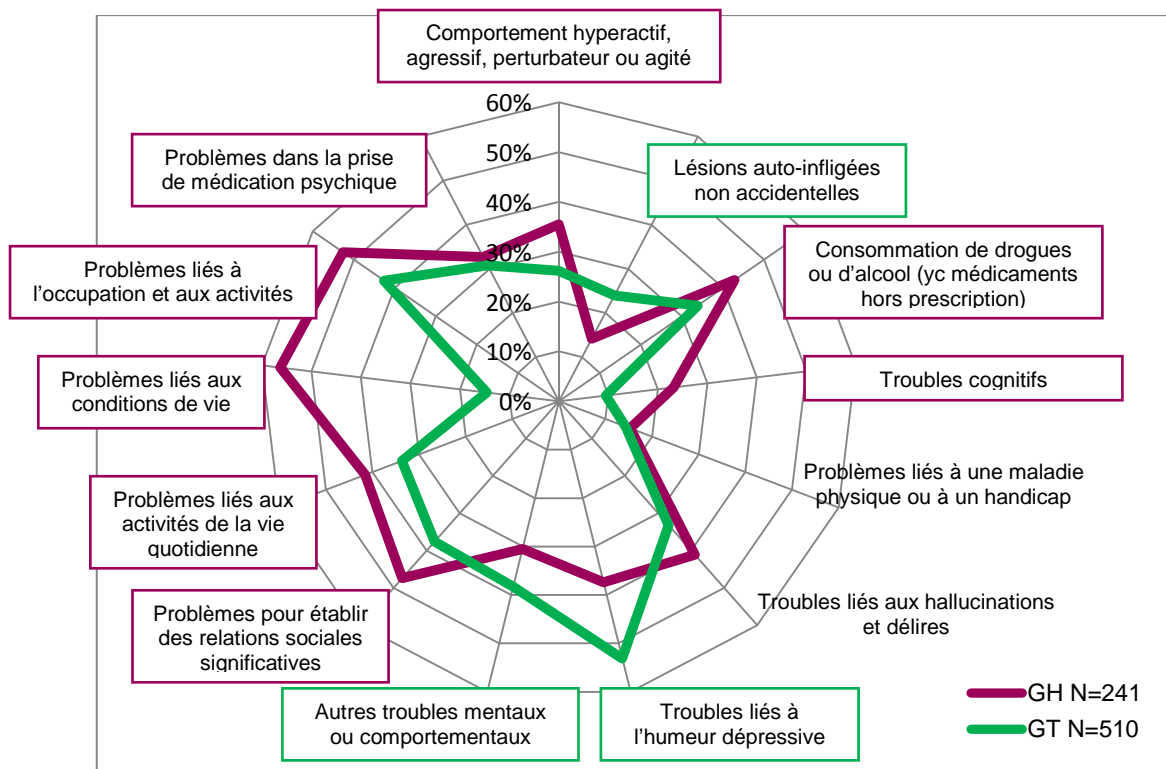 Comportement hyperactif,
agressif, perturbateur ou agité
60%
50%
40%
30%
20%
10%
0%
Lésions auto-infligées
non accidentelles
Consommation de drogues
ou d'alcool (yc médicaments
hors prescription)
Troubles cognitifs
Problèmes liés à une maladie
physique ou à un handicap
Troubles liés aux hallucinations
et délires
Troubles liés à
l'humeur dépressive
Autres troubles mentaux
ou comportementaux
Problèmes pour établir
des relations sociales
significatives
Problèmes liés aux
activités de la vie
quotidienne
Problèmes liés aux
conditions de vie
Problèmes liés à
l'occupation et aux activités
Problèmes dans la prise
de médication psychique
GH N=241
GT N=510